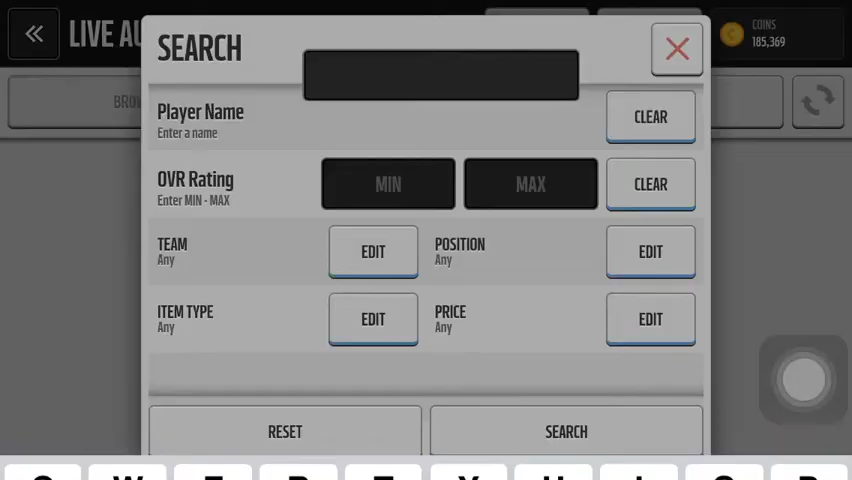 LIVE AU
SEARCH
COINS
185,369
BROW
Player Name
Enter a name
CLEAR
OVR Rating
Enter MIN - MAX
MIN
MAX
CLEAR
TEAM
Any
EDIT
POSITION
Any
EDIT
ITEM TYPE
Any
EDIT
PRICE
Any
EDIT
RESET
SEARCH